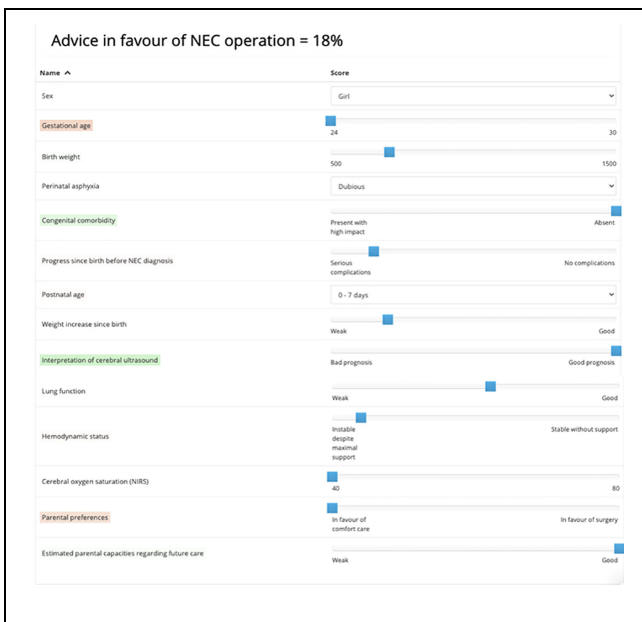 Advice in favour of NEC operation = 18%
Name Score
Sex Girl
Gestational age
24 30
Birth weight
500 1500
Perinatal asphyxia Dubious
Congenital comorbidity
Present with Absent
high impact
Progress since birth before NEC diagnosis
Serious No complications
complications
Postnatal age 0 - 7 days
Weight increase since birth
Weak Good
Interpretation of cerebral ultrasound
Bad prognosis Good prognosis
Lung function
Weak Good
Hemodynamic status
Instable Stable without support
despite
maximal
support
Cerebral oxygen saturation (NIRS)
40 80
Parental preferences
In favour of In favour of surgery
comfort care
Estimated parental capacities regarding future care
Weak Good